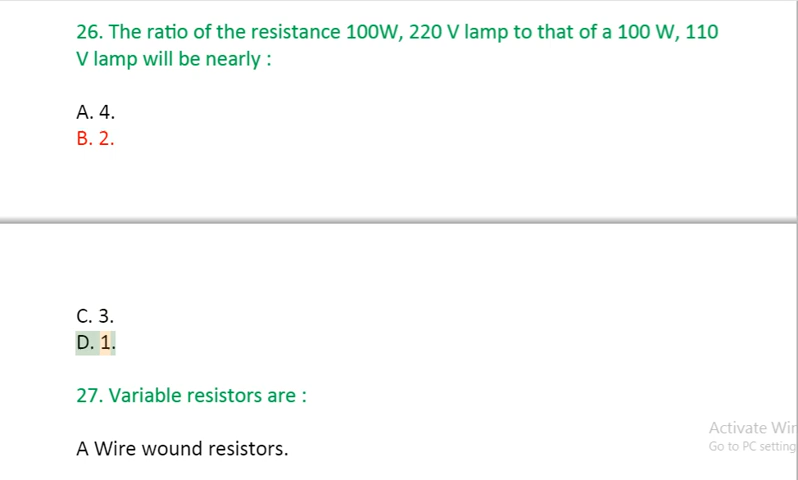 26. The ratio of the resistance 100W, 220 V lamp to that of a 100 W, 110
V lamp will be nearly :
A. 4.
B. 2.
C. 3.
D. 1.
27. Variable resistors are :
Activate Win
Go to PC setting
A Wire wound resistors.